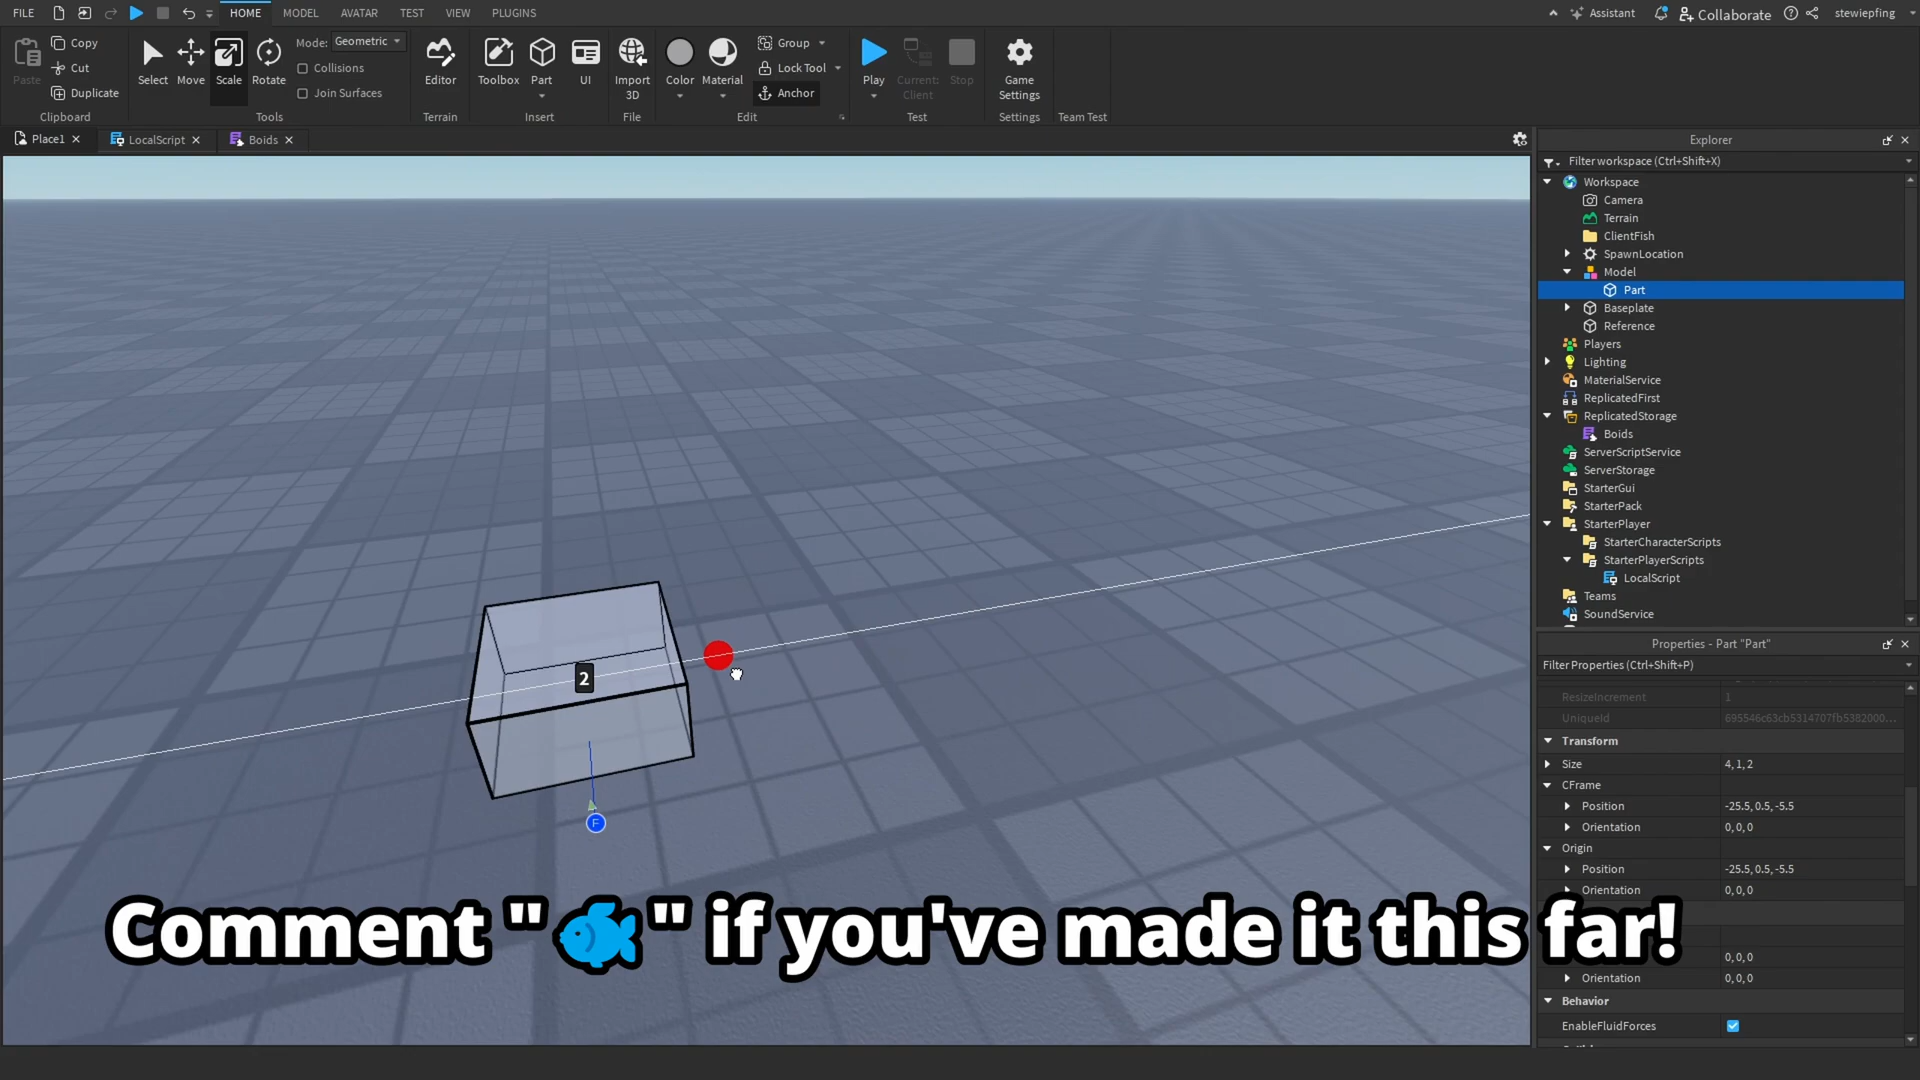 FILE HOME MODEL AVATAR TEST VIEW PLUGINS Assistant Collaborate stewiepfing
Paste Copy Cut Duplicate Clipboard
Select Move Scale Rotate Mode: Geometric Collisions Join Surfaces Tools
Editor Terrain
Toolbox Part UI Insert
Import 3D File
Color Material Group Lock Tool Anchor Edit
Play Current: Client Stop Test
Game Settings Settings
Team Test
Place1 LocalScript Boids
Explorer
Filter workspace (Ctrl+Shift+X)
Workspace
Camera
Terrain
ClientFish
SpawnLocation
Model
Part
Baseplate
Reference
Players
Lighting
MaterialService
ReplicatedFirst
ReplicatedStorage
Boids
ServerScriptService
ServerStorage
StarterGui
StarterPack
StarterPlayer
StarterCharacterScripts
StarterPlayerScripts
LocalScript
Teams
SoundService
2
F
Properties - Part "Part"
Filter Properties (Ctrl+Shift+P)
ResizeIncrement 1
UniqueId 695546c63cb5314707fb5382000...
Transform
Size 4, 1, 2
CFrame
Position -25.5, 0.5, -5.5
Orientation 0, 0, 0
Origin
Position -25.5, 0.5, -5.5
Orientation 0, 0, 0
0, 0, 0
Orientation 0, 0, 0
Behavior
EnableFluidForces
Comment "🐟" if you've made it this far!